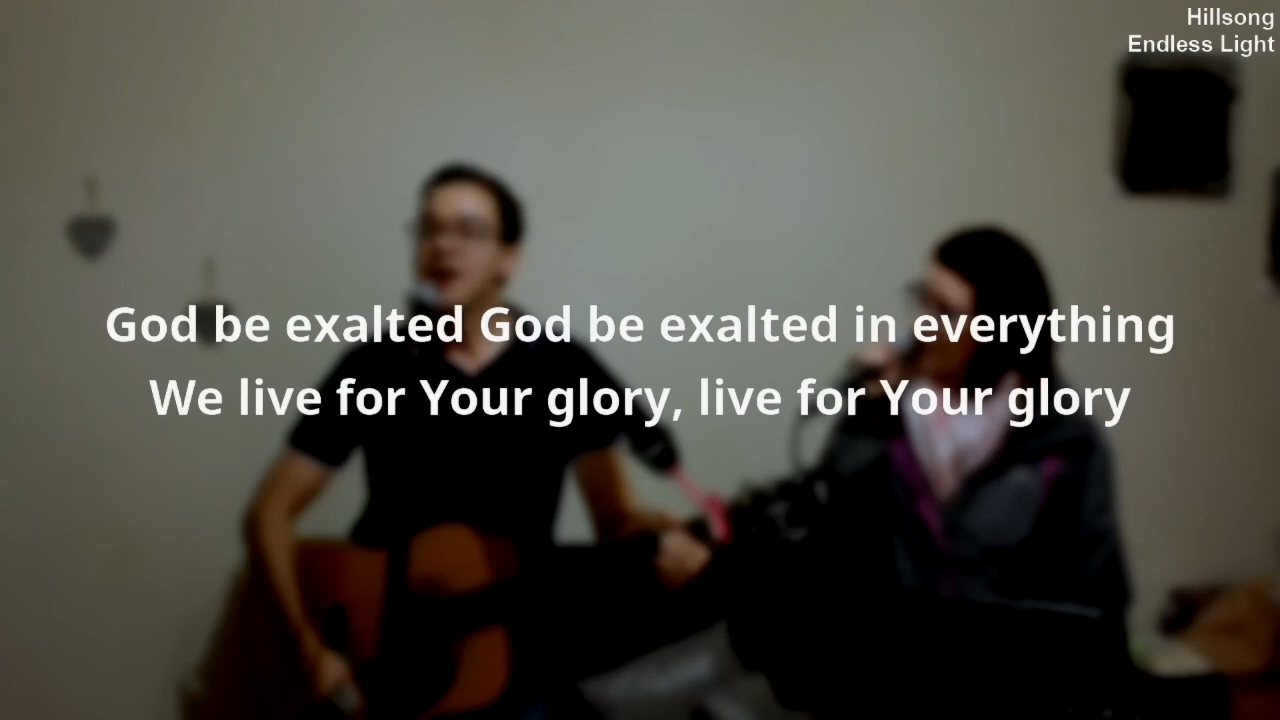 Hillsong
Endless Light
God be exalted God be exalted in everything
We live for Your glory, live for Your glory